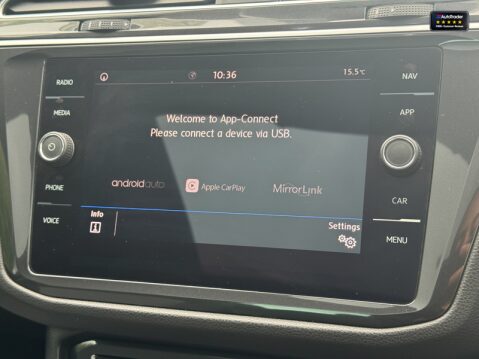 AutoTrader
RADIO
MEDIA
PHONE
VOICE
10:36
15.5°C
Welcome to App-Connect
Please connect a device via USB.
androidauto
Apple CarPlay
MirrorLink
Info
Settings
NAV
APP
CAR
MENU